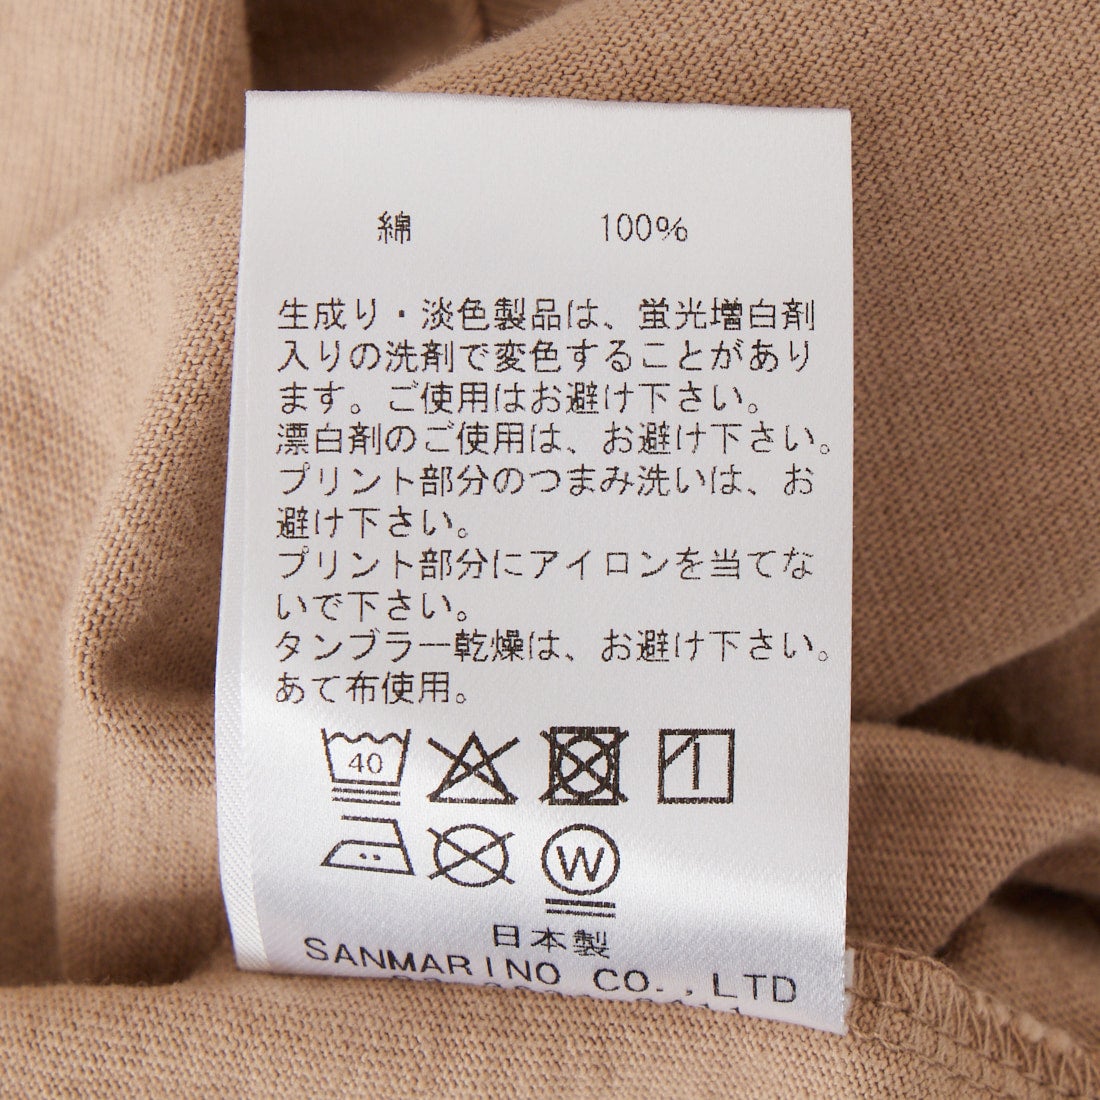 綿 100%
生成り・淡色製品は、蛍光増白剤
入りの洗剤で変色することがあり
ます。ご使用はお避け下さい。
漂白剤のご使用は、お避け下さい。
プリント部分のつまみ洗いは、お
避け下さい。
プリント部分にアイロンを当てな
いで下さい。
タンブラー乾燥は、お避け下さい。
あて布使用。
40
W
日本製
SANMARINO CO.,LTD